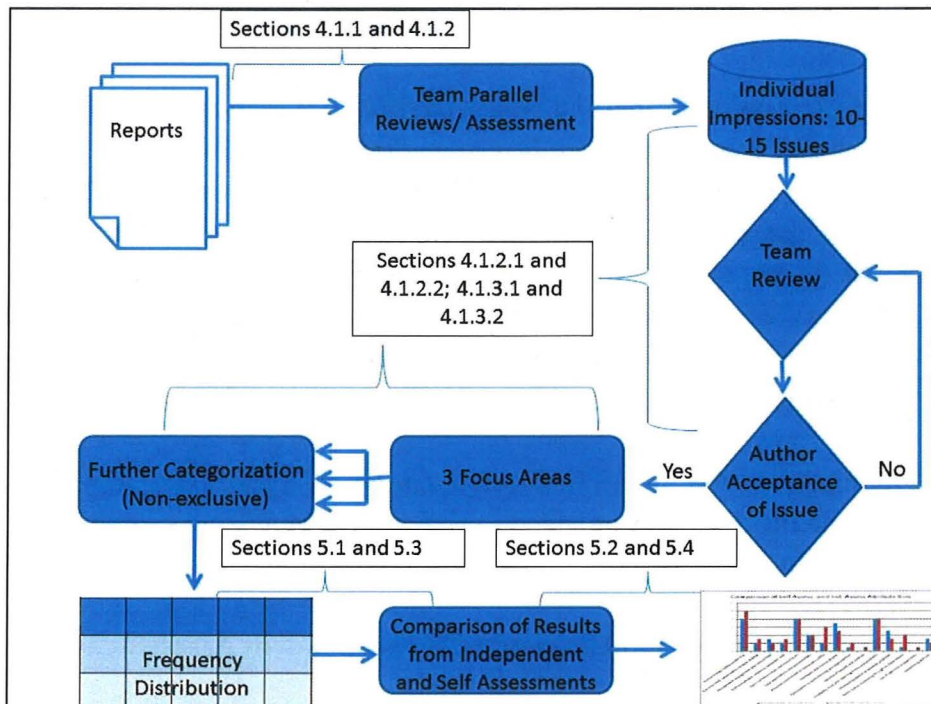 Sections 4.1.1 and 4.1.2
Reports
Team Parallel
Reviews/ Assessment
Individual
Impressions: 10-
15 Issues
Team
Review
Sections 4.1.2.1 and
4.1.2.2; 4.1.3.1 and
4.1.3.2
Author
Acceptance
of Issue
No
Yes
3 Focus Areas
Further Categorization
(Non-exclusive)
Sections 5.1 and 5.3
Sections 5.2 and 5.4
Frequency
Distribution
Comparison of Results
from Independent
and Self Assessments